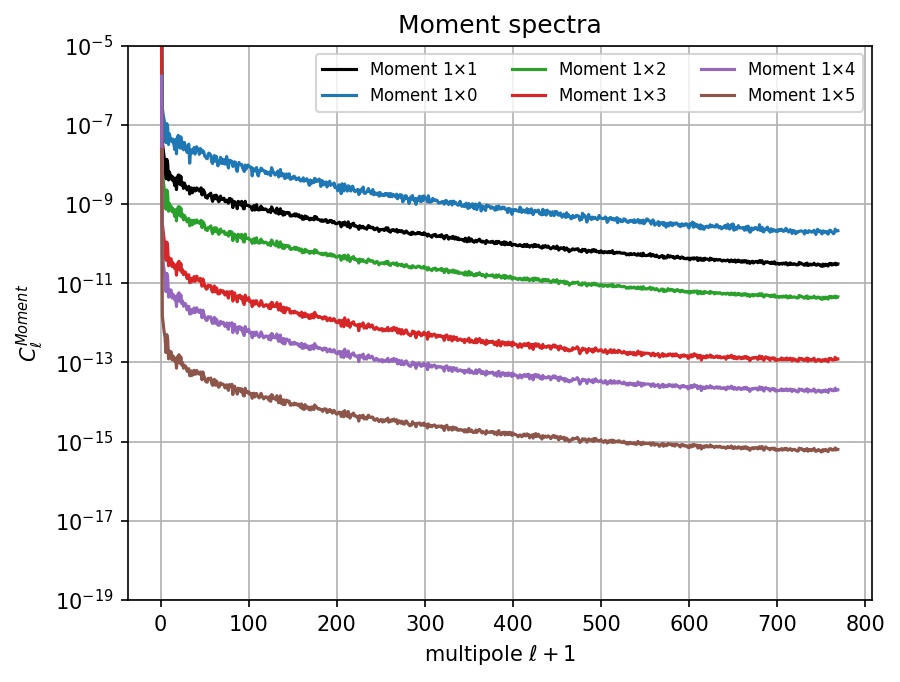 Moment spectra
10⁻⁵
10⁻⁷
10⁻⁹
10⁻¹¹
10⁻¹³
10⁻¹⁵
10⁻¹⁷
10⁻¹⁹
C_ℓ^Moment
Moment 1×1
Moment 1×0
Moment 1×2
Moment 1×3
Moment 1×4
Moment 1×5
0 100 200 300 400 500 600 700 800
multipole ℓ + 1